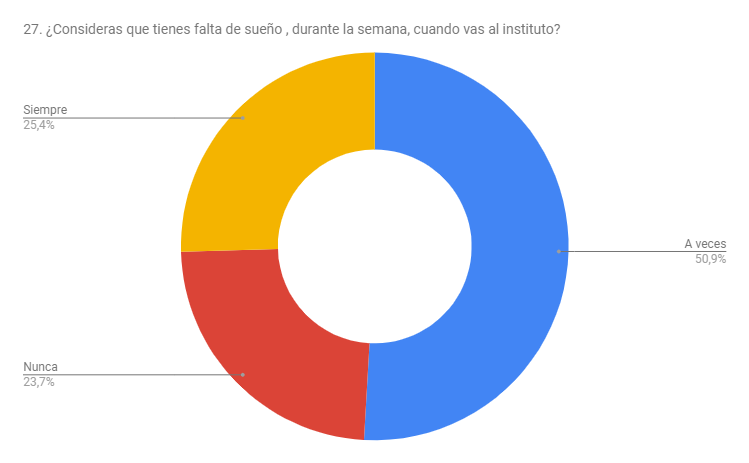 27. ¿Consideras que tienes falta de sueño , durante la semana, cuando vas al instituto?
Siempre
25,4%
A veces
50,9%
Nunca
23,7%